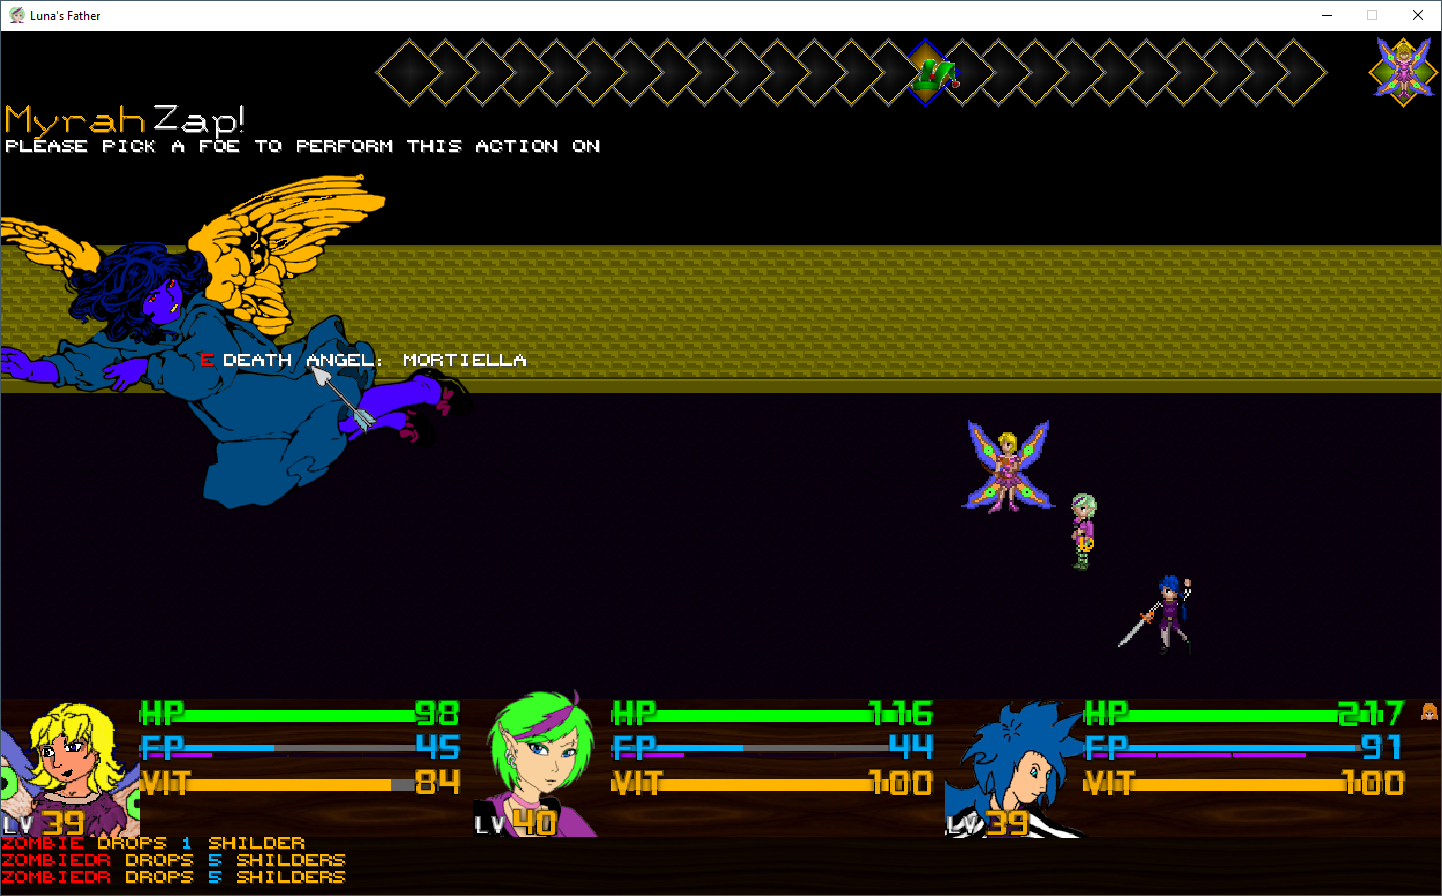 Luna's Father
Myrah Zap!
PLEASE PICK A FOE TO PERFORM THIS ACTION ON
E DEATH ANGEL: MORTIELLA
HP 98
FP 45
VIT 84
LV 39
HP 116
FP 44
VIT 100
LV 40
HP 217
FP 91
VIT 100
LV 39
ZOMBIE DROPS 1 SHILDER
ZOMBIEDR DROPS 5 SHILDERS
ZOMBIEDR DROPS 5 SHILDERS